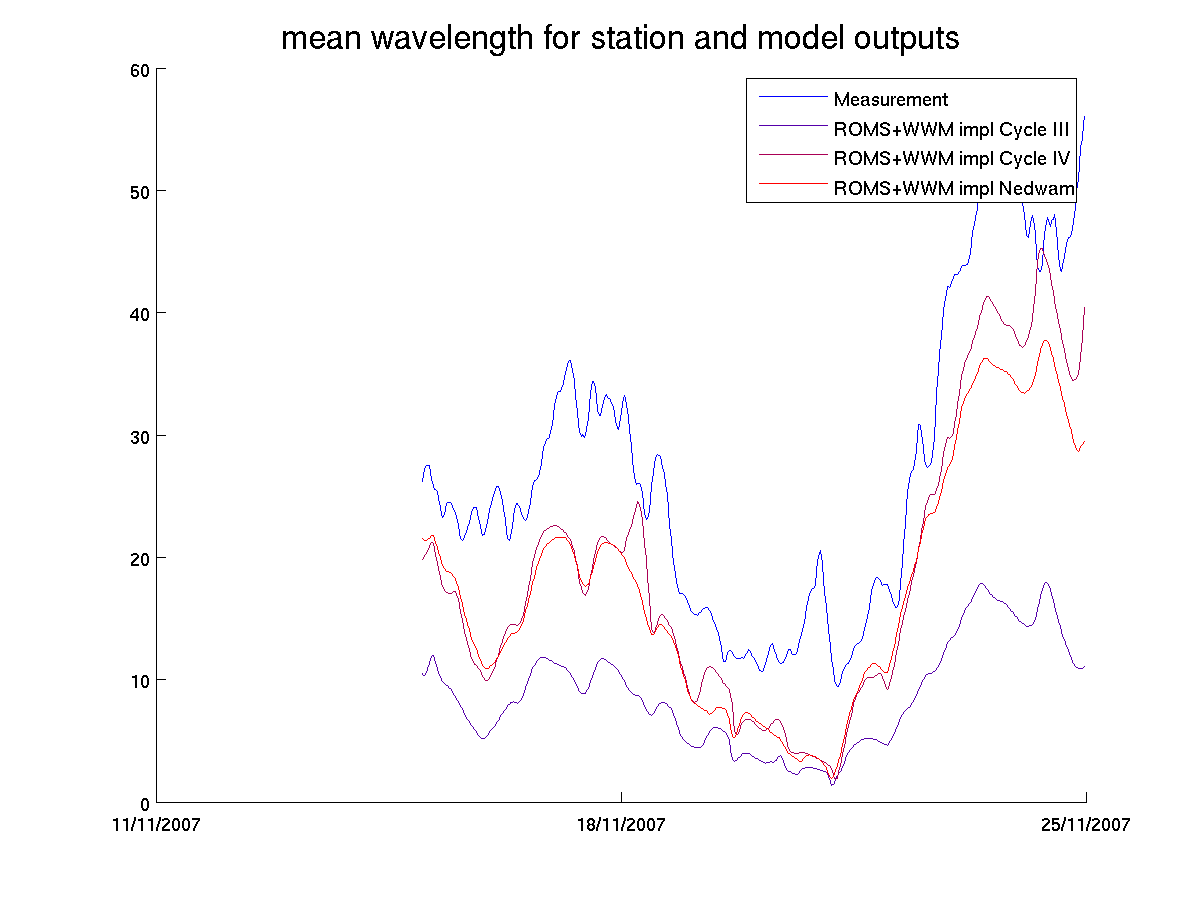 mean wavelength for station and model outputs
60
50
40
30
20
10
0
Measurement
ROMS+WWM impl Cycle III
ROMS+WWM impl Cycle IV
ROMS+WWM impl Nedwam
11/11/2007
18/11/2007
25/11/2007